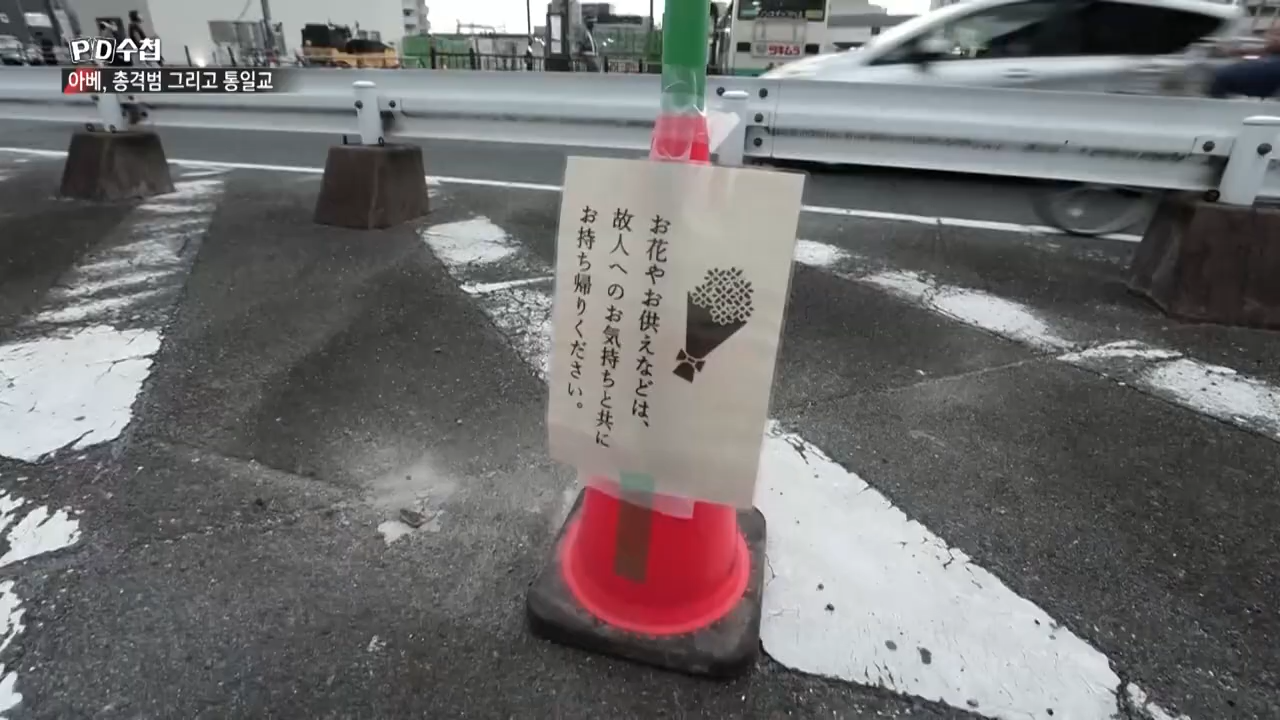 PD수첩
아베, 총격범 그리고 통일교
お花やお供えなどは、
故人へのお気持ちと共に
お持ち帰りください。